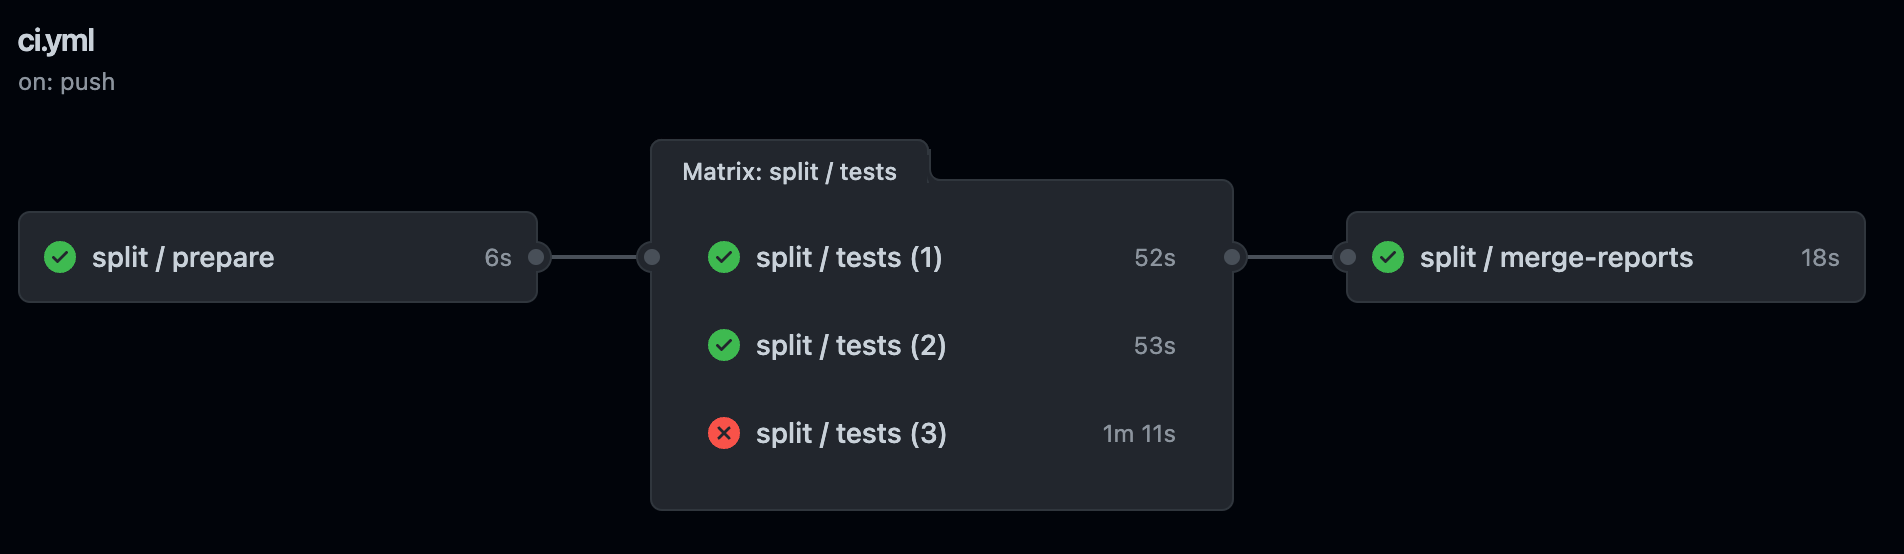 ci.yml
on: push
Matrix: split / tests
split / prepare 6s
split / tests (1) 52s
split / tests (2) 53s
split / tests (3) 1m 11s
split / merge-reports 18s